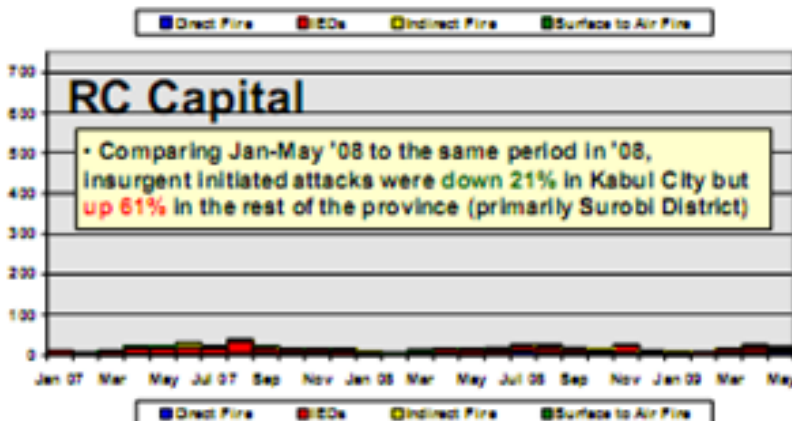 Direct Fire IEDs Indirect Fire Surface to Air Fire
700
RC Capital
600
• Comparing Jan-May '08 to the same period in '08,
500
insurgent initiated attacks were down 21% in Kabul City but
400
up 61% in the rest of the province (primarily Surobi District)
300
200
100
0
Jan 07 Mar May Jul 07 Sep Nov Jan 08 Mar May Jul 08 Sep Nov Jan 09 Mar May
Direct Fire IEDs Indirect Fire Surface to Air Fire